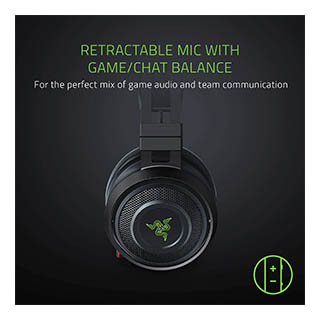 RETRACTABLE MIC WITH
GAME/CHAT BALANCE
For the perfect mix of game audio and team communication